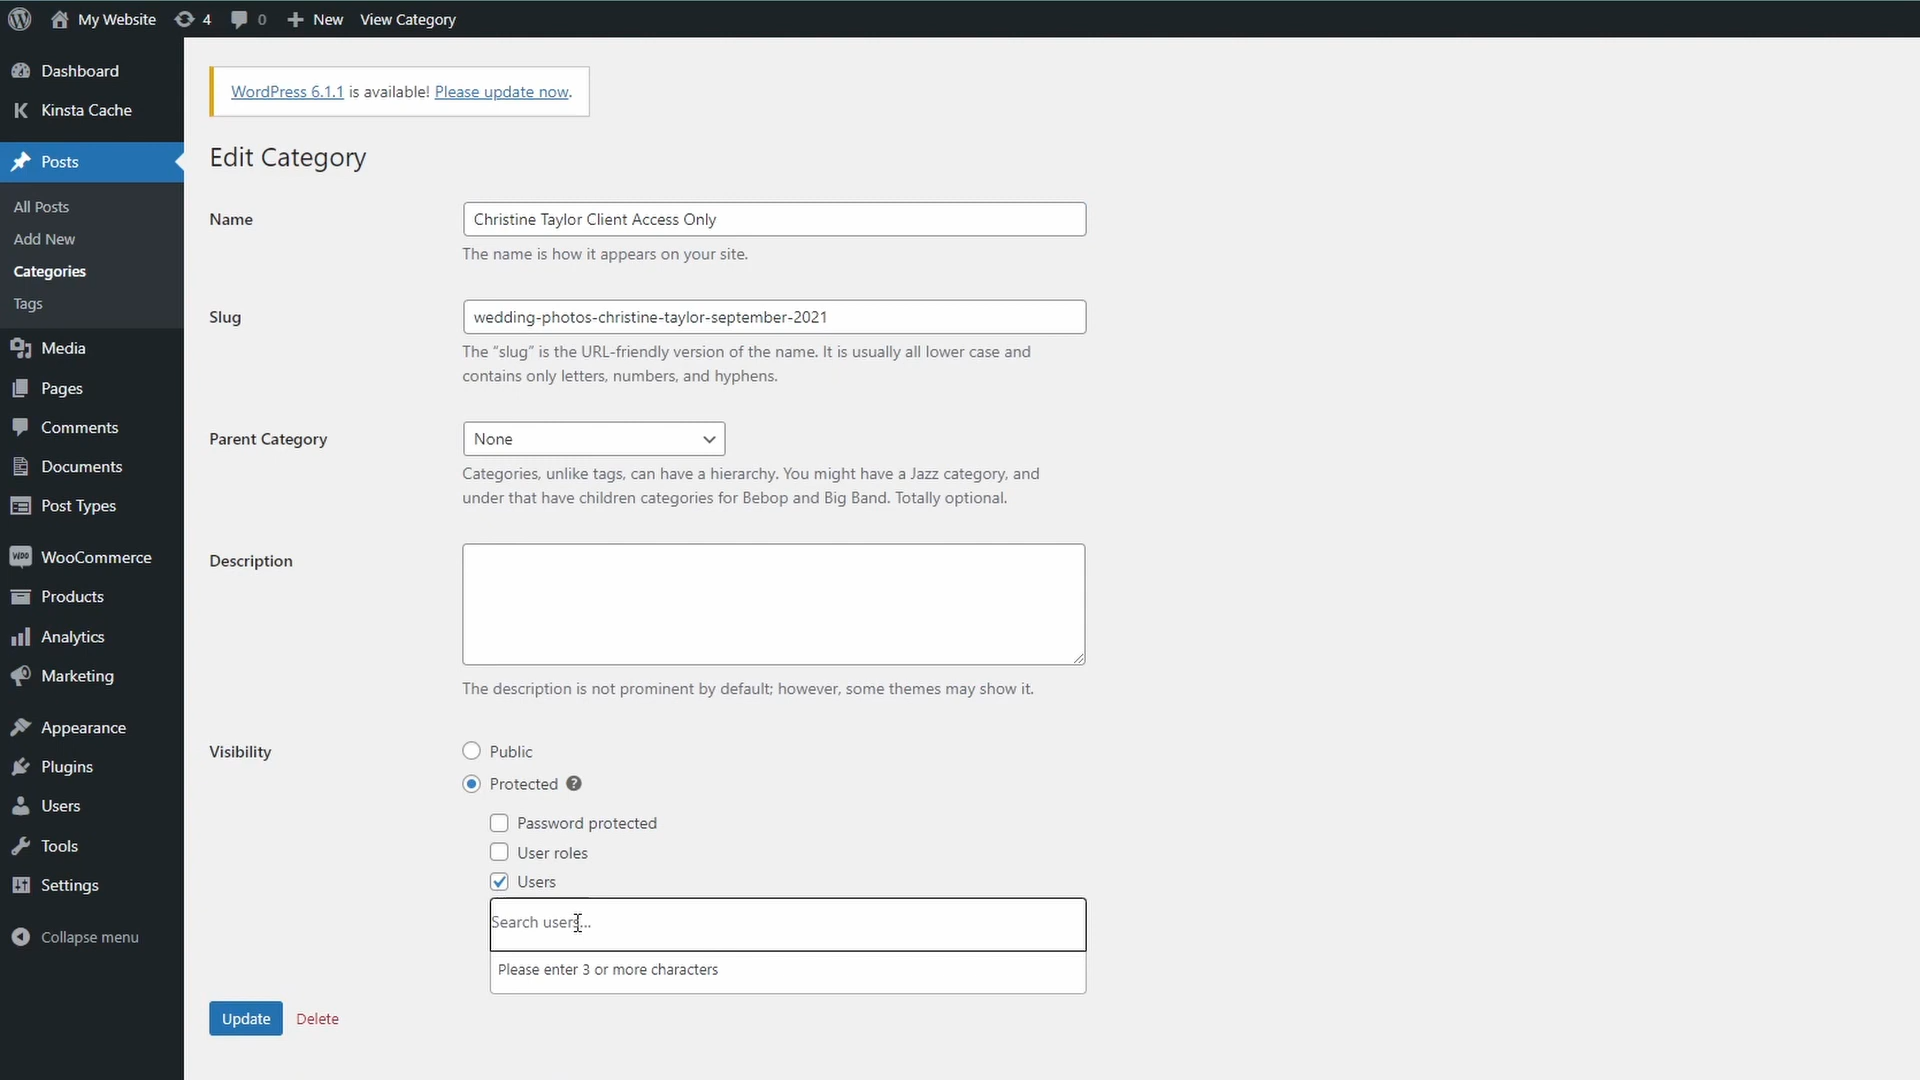 My Website 4 0 New View Category
Dashboard
Kinsta Cache
Posts
All Posts
Add New
Categories
Tags
Media
Pages
Comments
Documents
Post Types
WooCommerce
Products
Analytics
Marketing
Appearance
Plugins
Users
Tools
Settings
Collapse menu
WordPress 6.1.1 is available! Please update now.
Edit Category
Name
Christine Taylor Client Access Only
The name is how it appears on your site.
Slug
wedding-photos-christine-taylor-september-2021
The “slug” is the URL-friendly version of the name. It is usually all lower case and
contains only letters, numbers, and hyphens.
Parent Category
None
Categories, unlike tags, can have a hierarchy. You might have a Jazz category, and
under that have children categories for Bebop and Big Band. Totally optional.
Description
The description is not prominent by default; however, some themes may show it.
Visibility
Public
Protected ?
Password protected
User roles
Users
Search users...
Please enter 3 or more characters
Update Delete